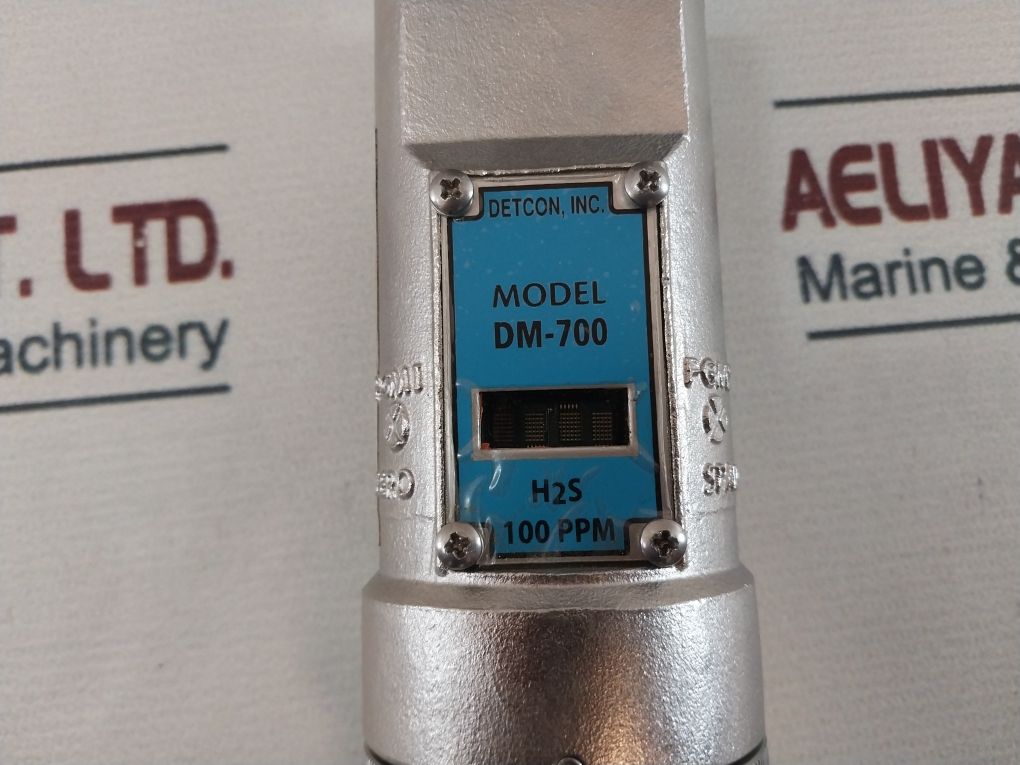 T. LTD.
achinery
AELIYA
Marine &
DETCON, INC.
MODEL
DM-700
H2S
100 PPM